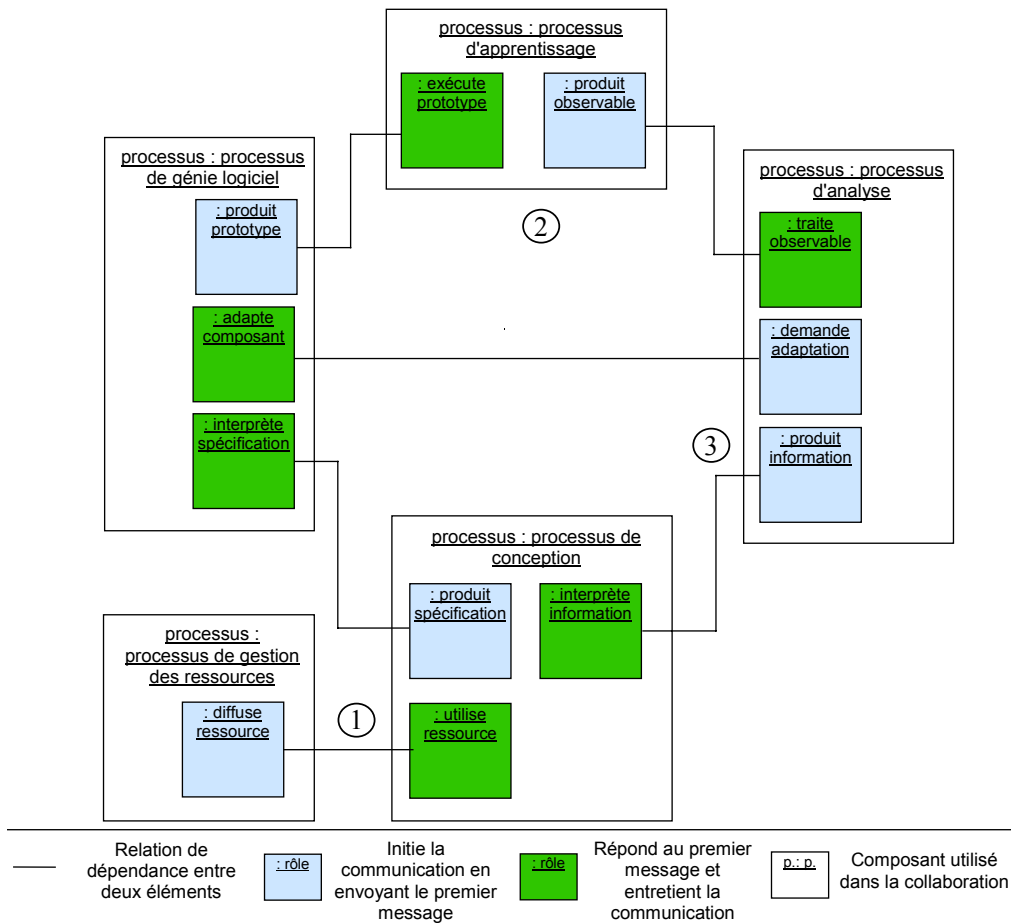 processus : processus
d'apprentissage
: exécute
prototype
: produit
observable
processus : processus
de génie logiciel
: produit
prototype
: adapte
composant
: interprète
spécification
2
processus : processus
d'analyse
: traite
observable
: demande
adaptation
: produit
information
3
processus : processus de
conception
: produit
spécification
: interprète
information
: utilise
ressource
processus :
processus de gestion
des ressources
: diffuse
ressource
1
Relation de
dépendance entre
deux éléments
: rôle
Initie la
communication en
envoyant le premier
message
: rôle
Répond au premier
message et
entretient la
communication
p.: p.
Composant utilisé
dans la collaboration